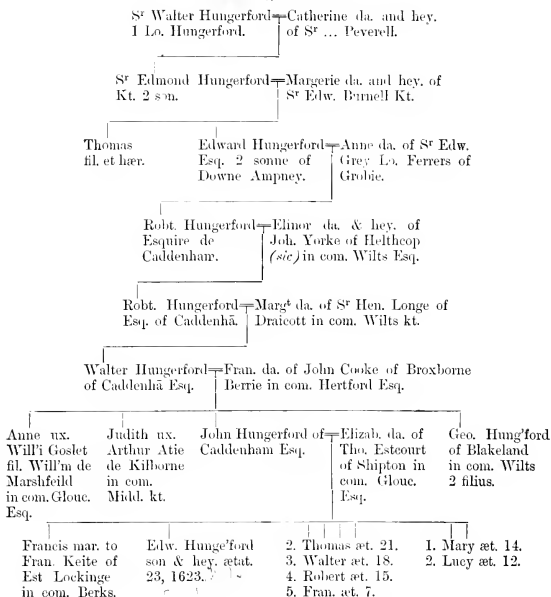 Sr Walter Hungerford
1 Lo. Hungerford.
Catherine da. and hey.
of Sr ... Peverell.
Sr Edmond Hungerford
Kt. 2 son.
Margerie da. and hey. of
Sr Edw. Burnell Kt.
Thomas
fil. et hær.
Edward Hungerford
Esq. 2 sonne of
Downe Ampney.
Anne da. of Sr Edw.
Grey Lo. Ferrers of
Grobie.
Robt. Hungerford
Esquire de
Caddenham.
Elinor da. & hey. of
Joh. Yorke of Helthcop
(sic) in com. Wilts Esq.
Robt. Hungerford
Esq. of Caddenhā.
Margt da. of Sr Hen. Longe of
Draicott in com. Wilts kt.
Walter Hungerford
of Caddenhā Esq.
Fran. da. of John Cooke of Broxborne
Berrie in com. Hertford Esq.
Anne ux.
Will'i Goslet
fil. Will'm de
Marshfeild
in com. Glouc.
Esq.
Judith ux.
Arthur Atie
de Kilborne
in com.
Midd. kt.
John Hungerford of
Caddenham Esq.
Elizab. da. of
Tho. Estcourt
of Shipton in
com. Glouc.
Esq.
Geo. Hung'ford
of Blakeland
in com. Wilts
2 filius.
Francis mar. to
Fran. Keite of
Est Lockinge
in com. Berks.
Edw. Hunge'ford
son & hey. ætat.
23, 1623.
2. Thomas æt. 21.
3. Walter æt. 18.
4. Robert æt. 15.
5. Fran. æt. 7.
1. Mary æt. 14.
2. Lucy æt. 12.